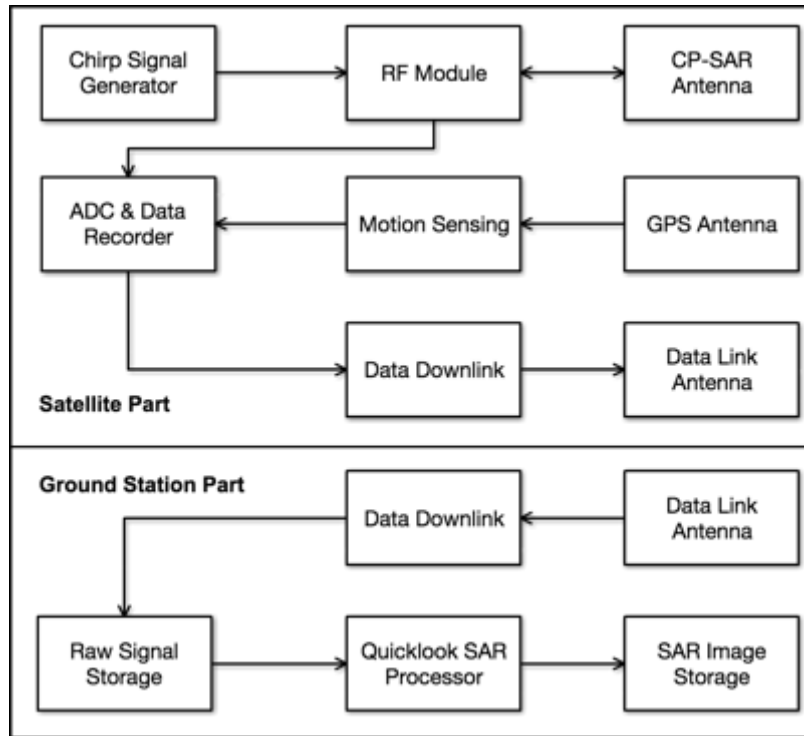 Chirp Signal
Generator
RF Module
CP-SAR
Antenna
ADC & Data
Recorder
Motion Sensing
GPS Antenna
Data Downlink
Data Link
Antenna
Satellite Part
Ground Station Part
Data Downlink
Data Link
Antenna
Raw Signal
Storage
Quicklook SAR
Processor
SAR Image
Storage